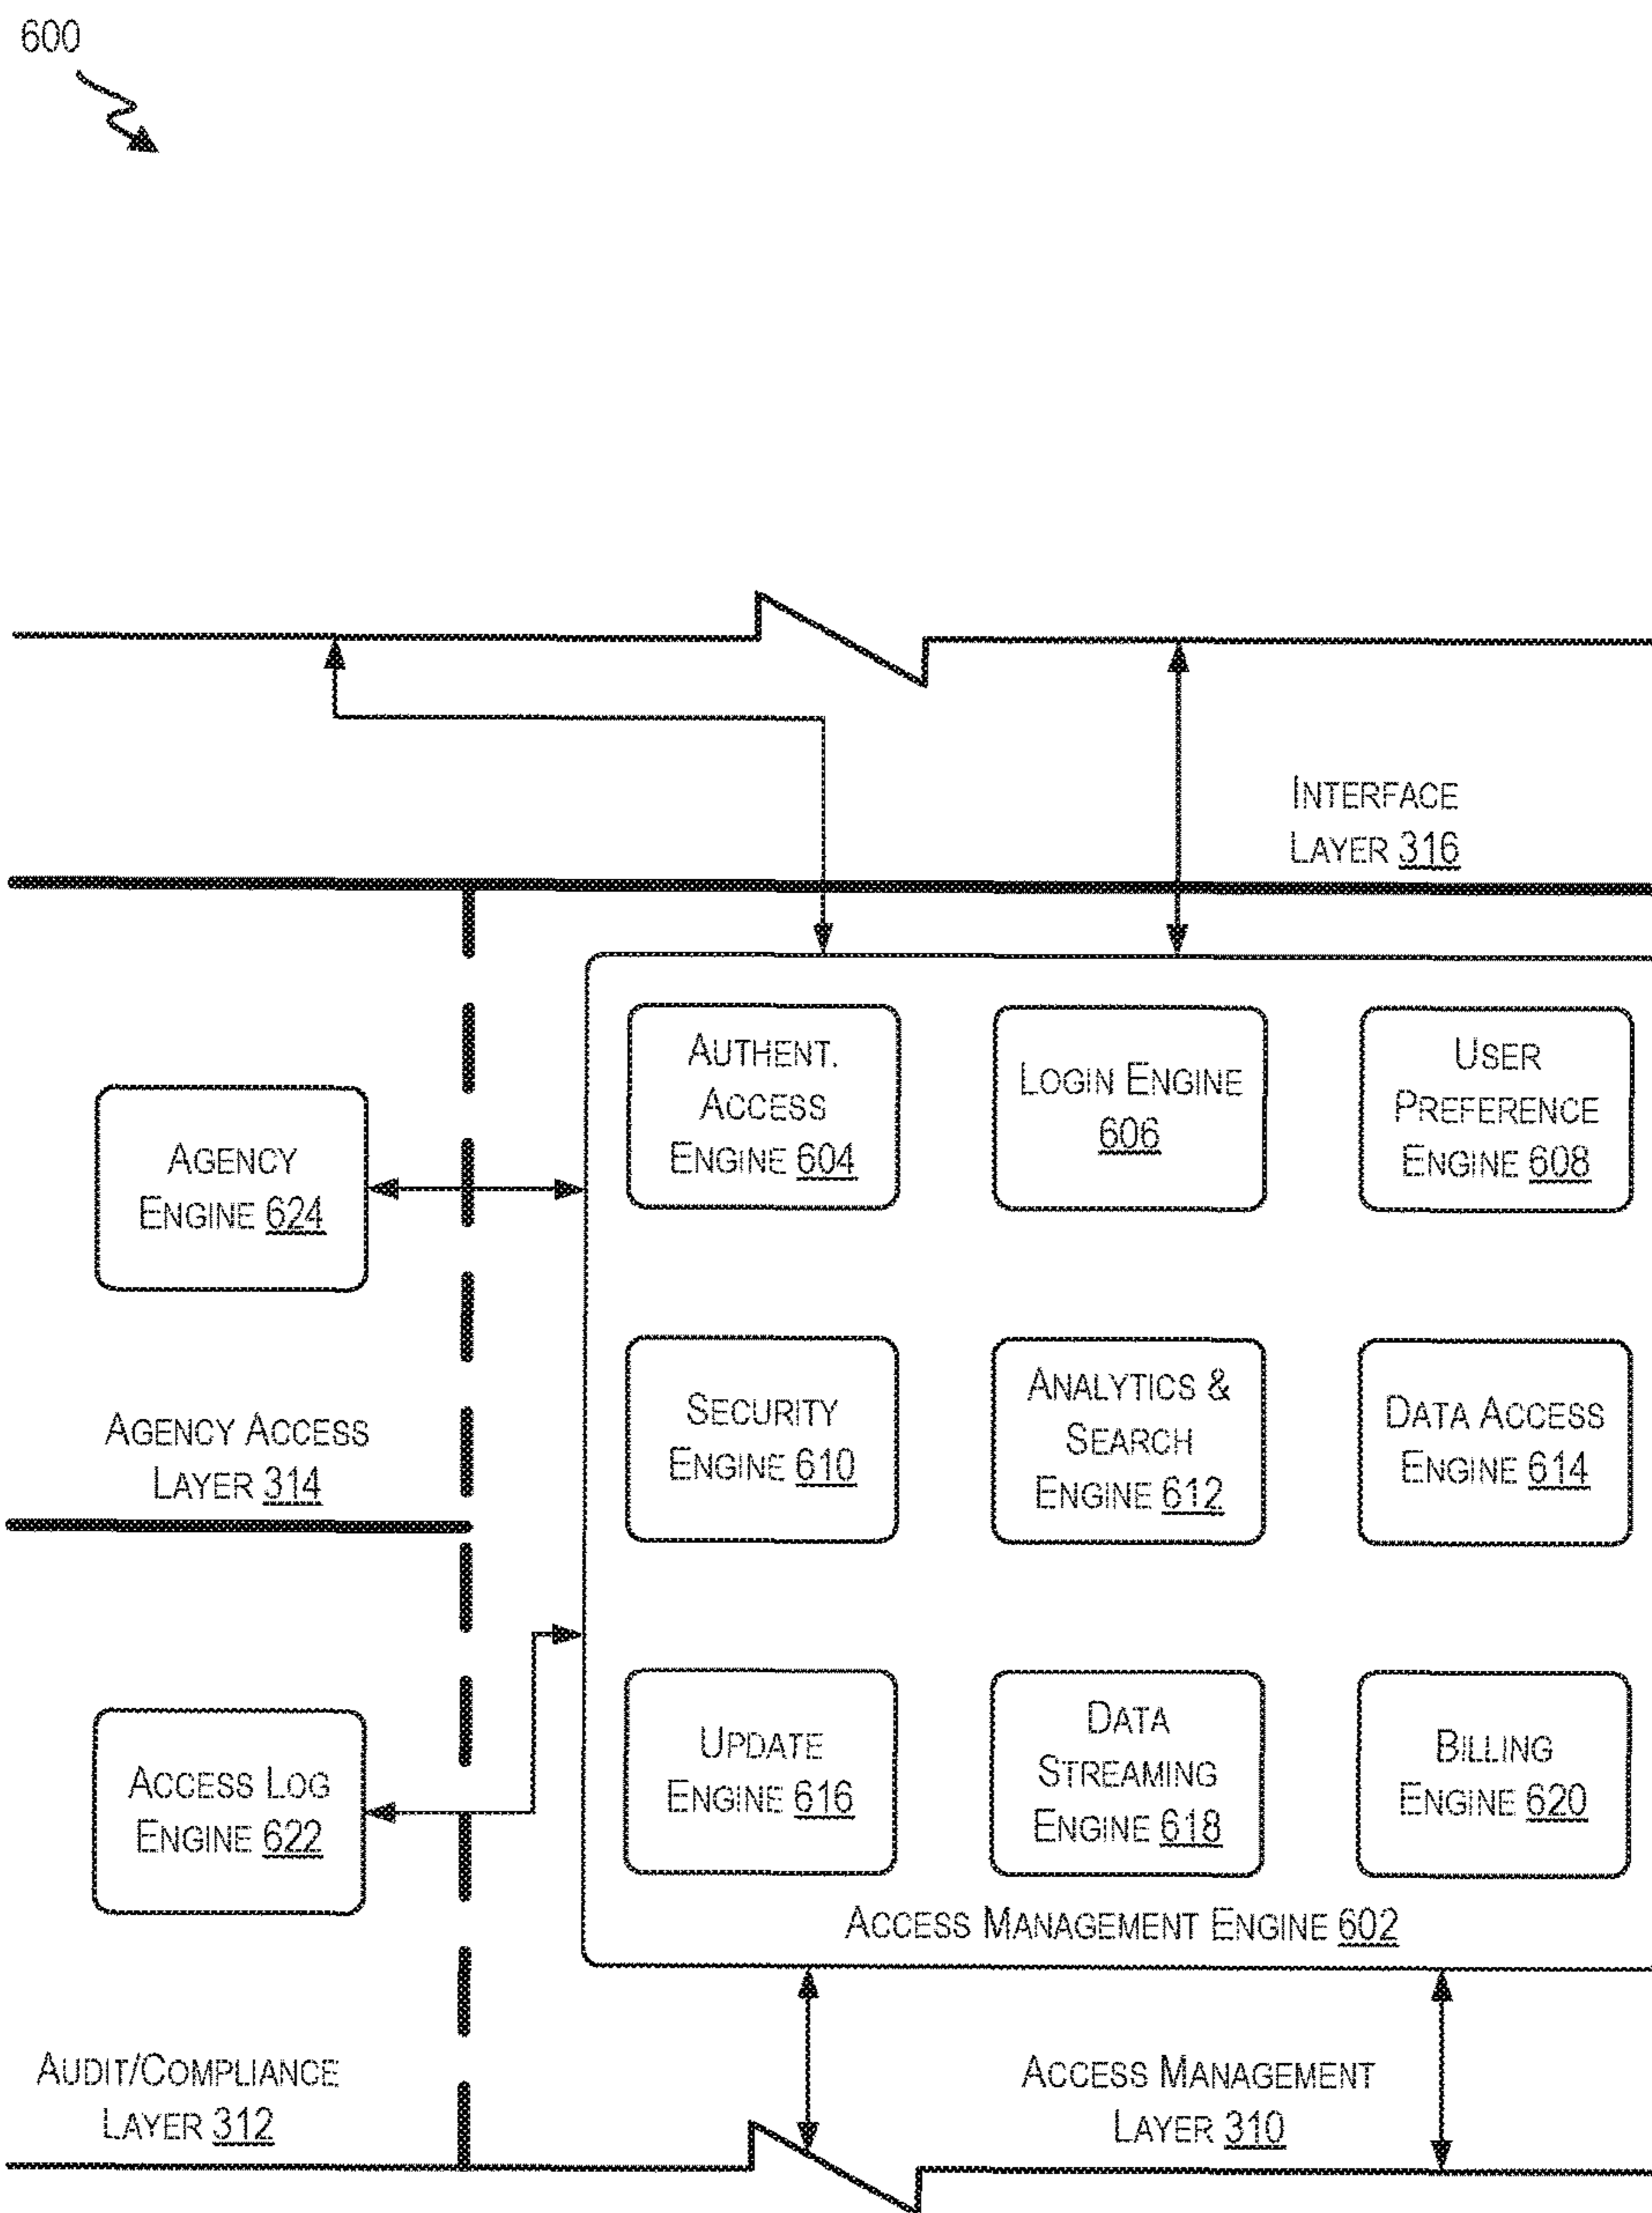 600
INTERFACE
LAYER 316
AUTHENT.
ACCESS
ENGINE 604
LOGIN ENGINE
606
USER
PREFERENCE
ENGINE 608
AGENCY
ENGINE 624
SECURITY
ENGINE 610
ANALYTICS &
SEARCH
ENGINE 612
DATA ACCESS
ENGINE 614
AGENCY ACCESS
LAYER 314
UPDATE
ENGINE 616
DATA
STREAMING
ENGINE 618
BILLING
ENGINE 620
ACCESS LOG
ENGINE 622
ACCESS MANAGEMENT ENGINE 602
AUDIT/COMPLIANCE
LAYER 312
ACCESS MANAGEMENT
LAYER 310